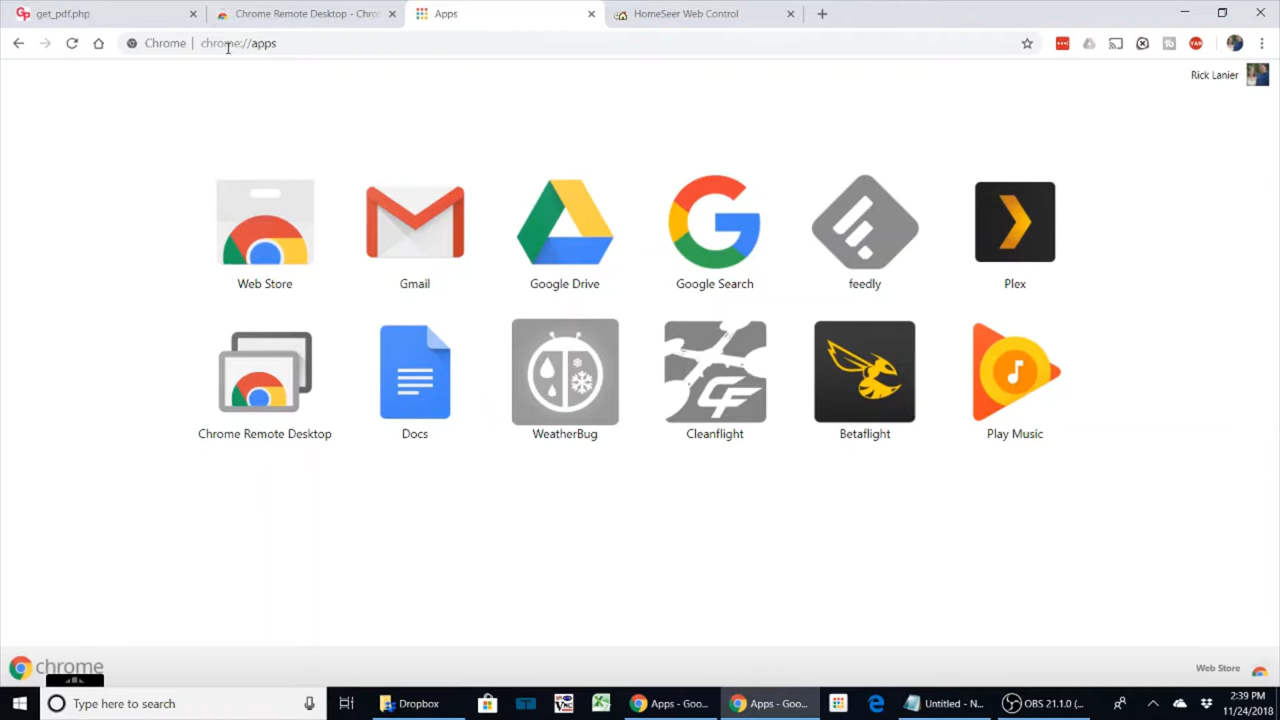 get_pdf.php
Chrome Remote Desktop - Chro
Apps
HomeSeer Web Control
Chrome | chrome://apps
Rick Lanier
Web Store
Gmail
Google Drive
Google Search
feedly
Plex
Chrome Remote Desktop
Docs
WeatherBug
Cleanflight
Betaflight
Play Music
chrome
Web Store
Type here to search
Dropbox
Apps - Goo...
Apps - Goo...
Untitled - N...
OBS 21.1.0 (...
2:39 PM
11/24/2018